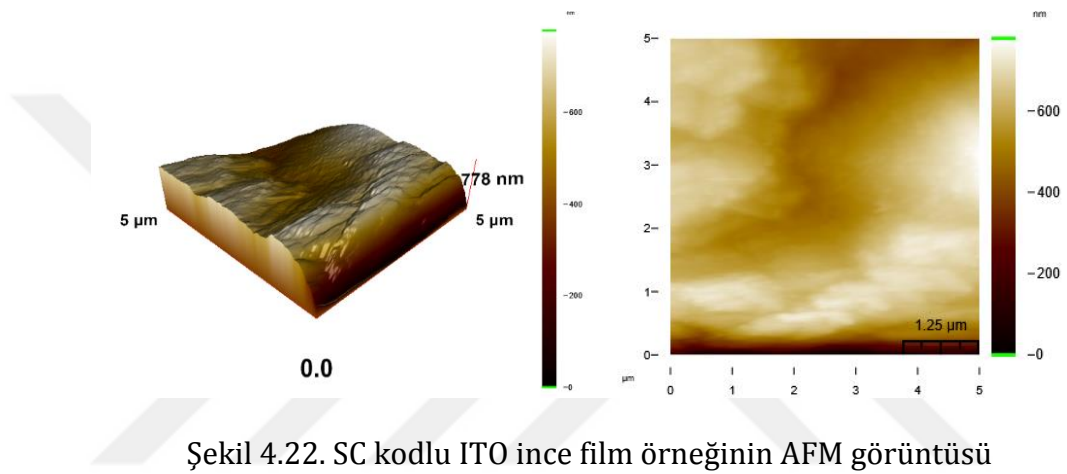 nm
600
400
200
0
778 nm
5 µm
5 µm
0.0
nm
600
400
200
0
5
4
3
2
1
0
1.25 µm
µm
0 1 2 3 4 5
Şekil 4.22. SC kodlu ITO ince film örneğinin AFM görüntüsü